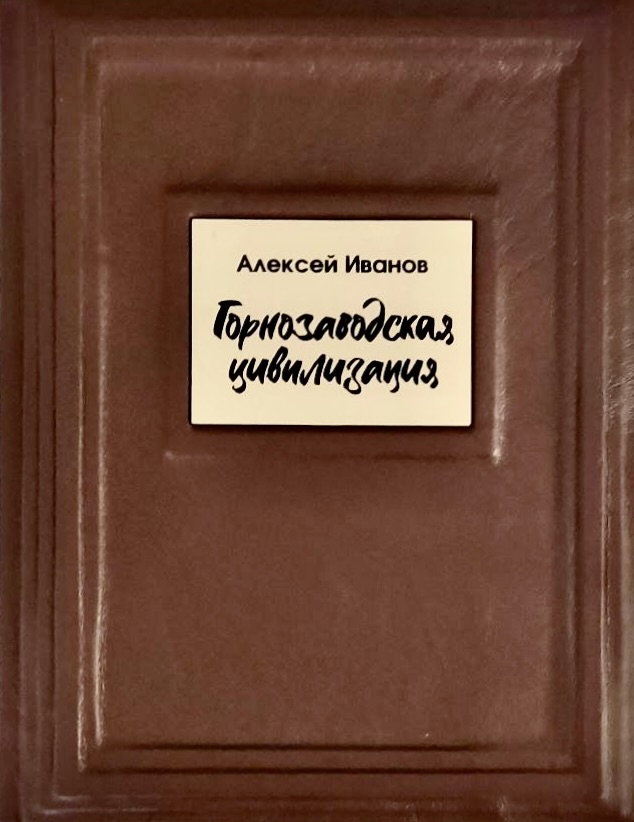 Алексей Иванов
Горнозаводская
цивилизация